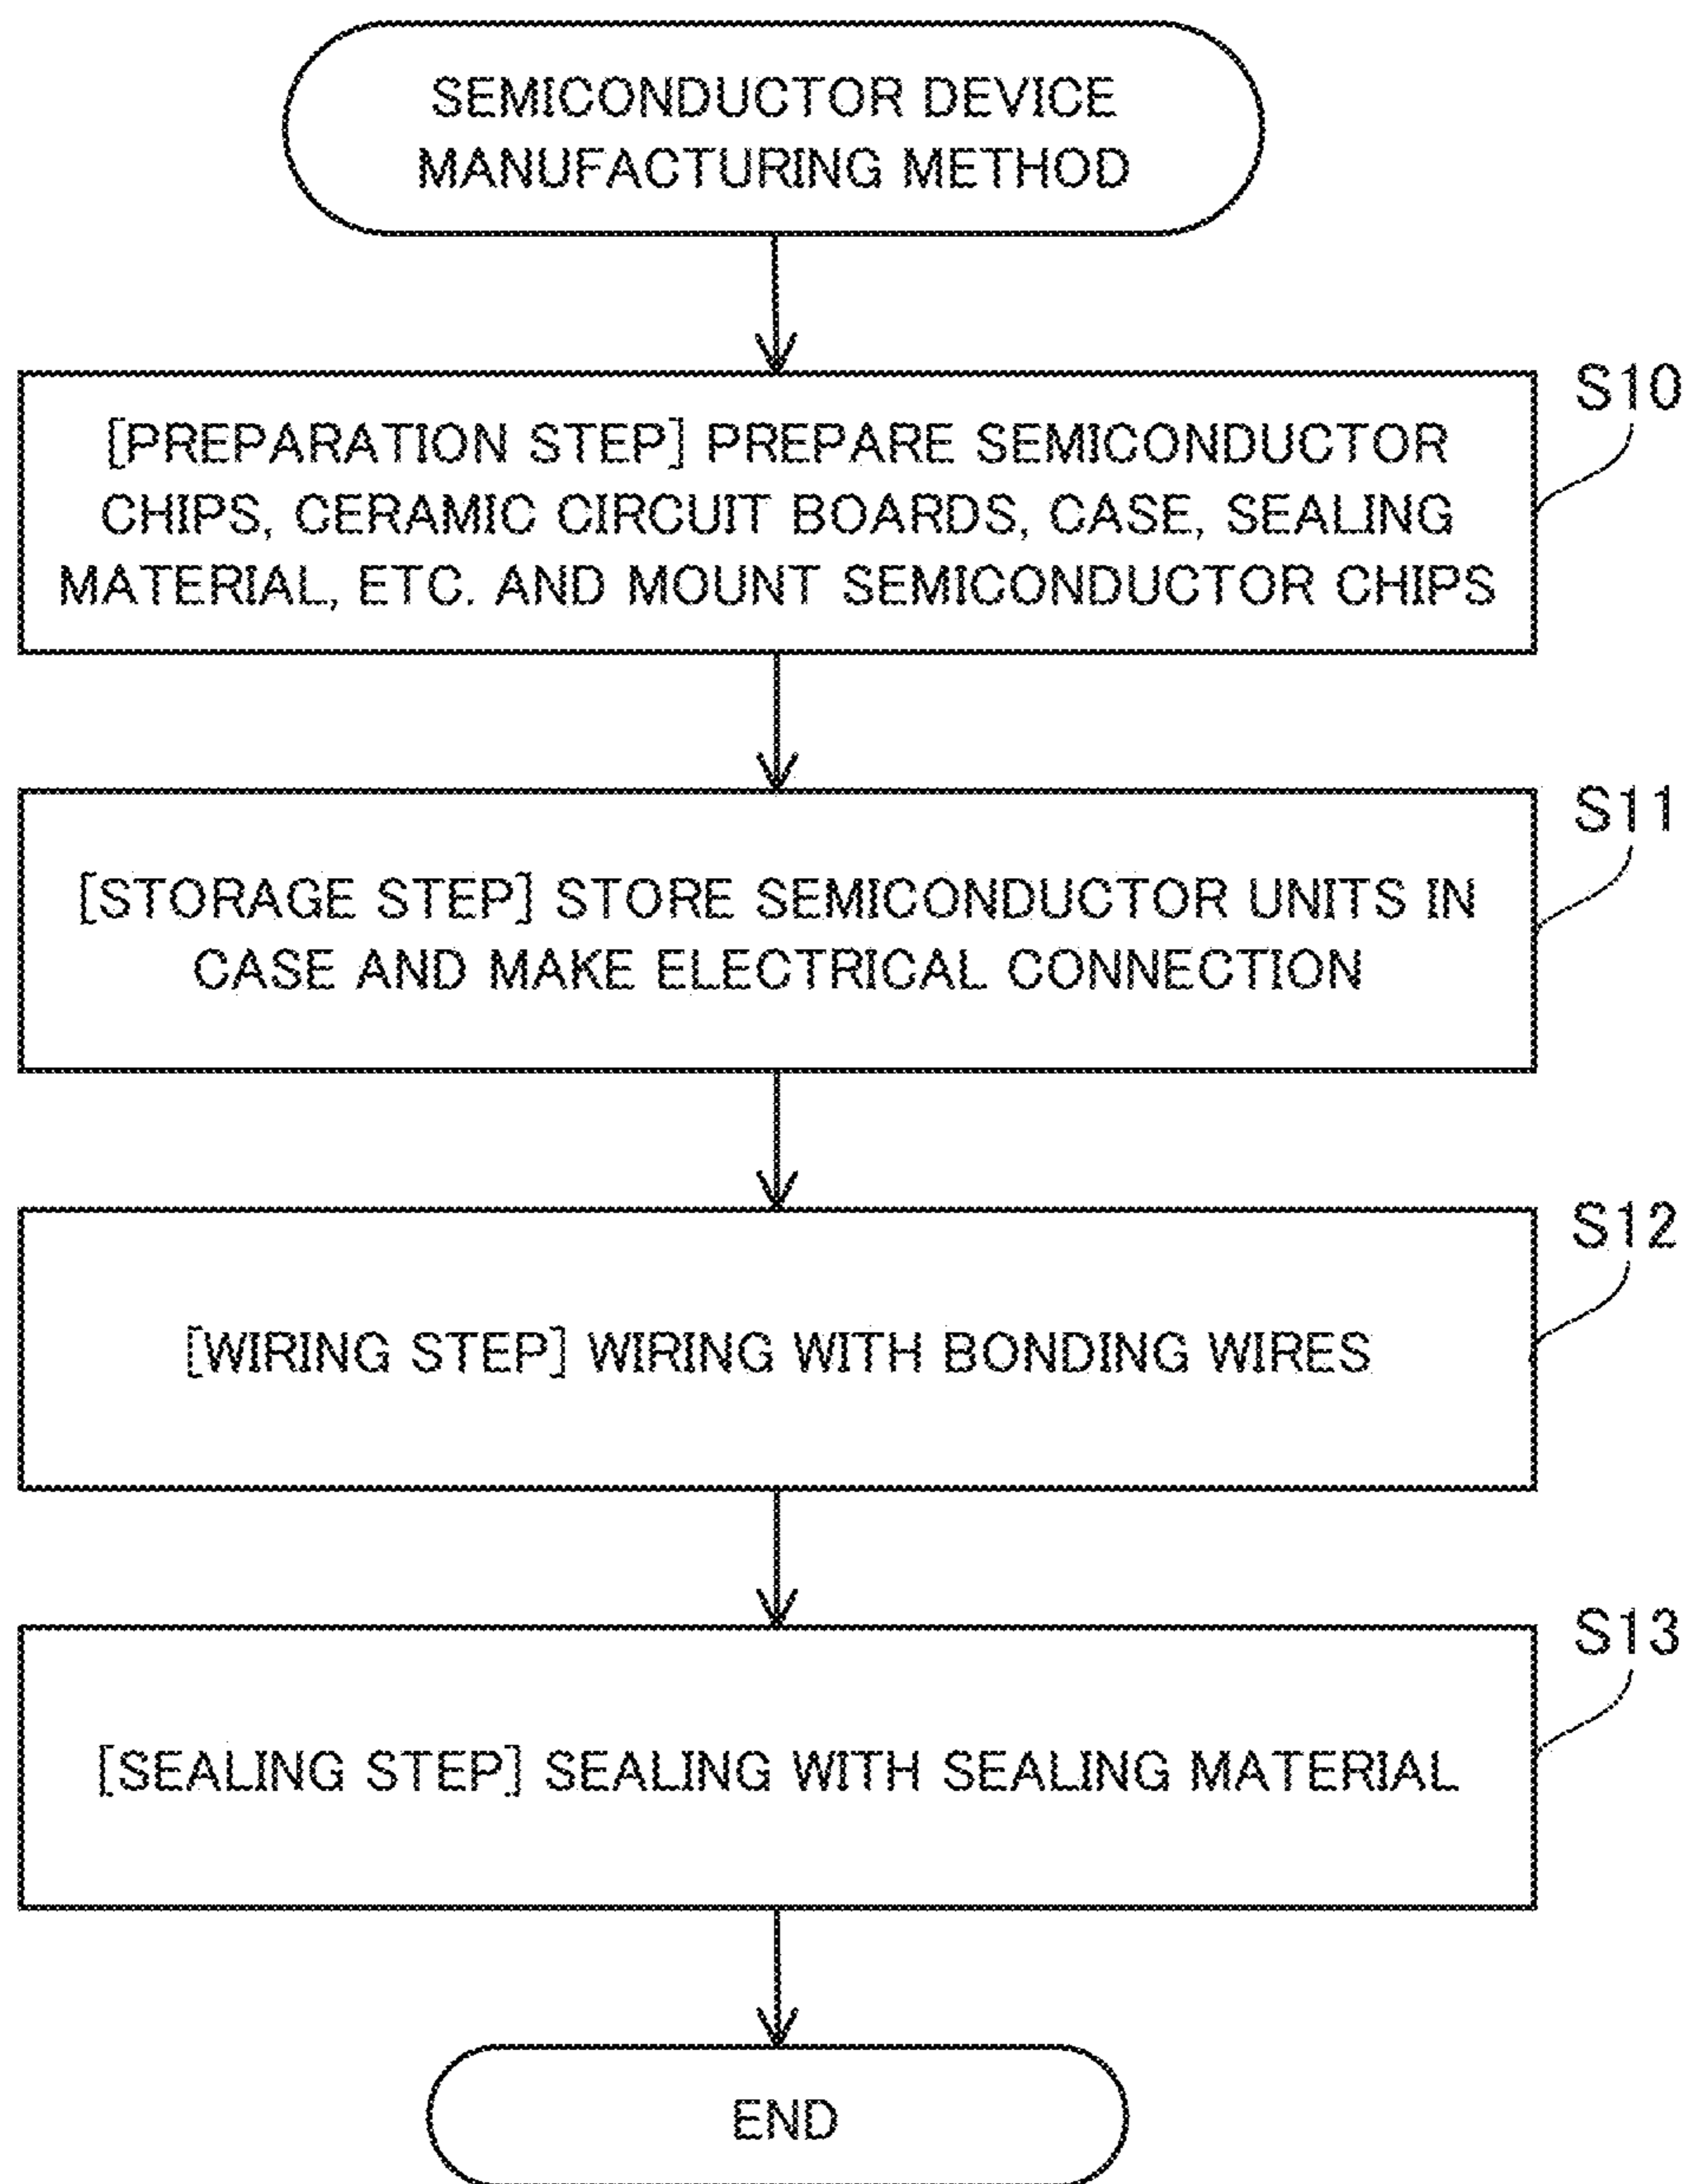 SEMICONDUCTOR DEVICE
MANUFACTURING METHOD
S10
[PREPARATION STEP] PREPARE SEMICONDUCTOR
CHIPS, CERAMIC CIRCUIT BOARDS, CASE, SEALING
MATERIAL, ETC. AND MOUNT SEMICONDUCTOR CHIPS
S11
[STORAGE STEP] STORE SEMICONDUCTOR UNITS IN
CASE AND MAKE ELECTRICAL CONNECTION
S12
[WIRING STEP] WIRING WITH BONDING WIRES
S13
[SEALING STEP] SEALING WITH SEALING MATERIAL
END